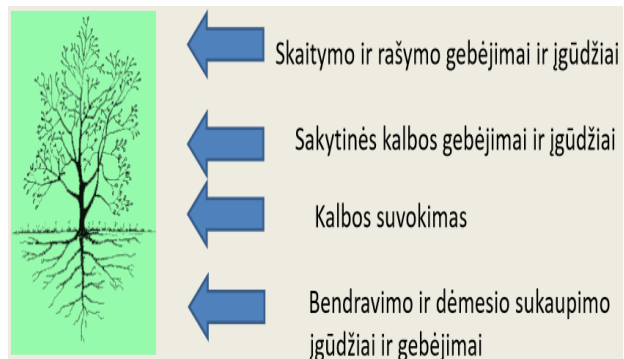 Skaitymo ir rašymo gebėjimai ir įgūdžiai
Sakytinės kalbos gebėjimai ir įgūdžiai
Kalbos suvokimas
Bendravimo ir dėmesio sukaupimo
įgūdžiai ir gebėjimai